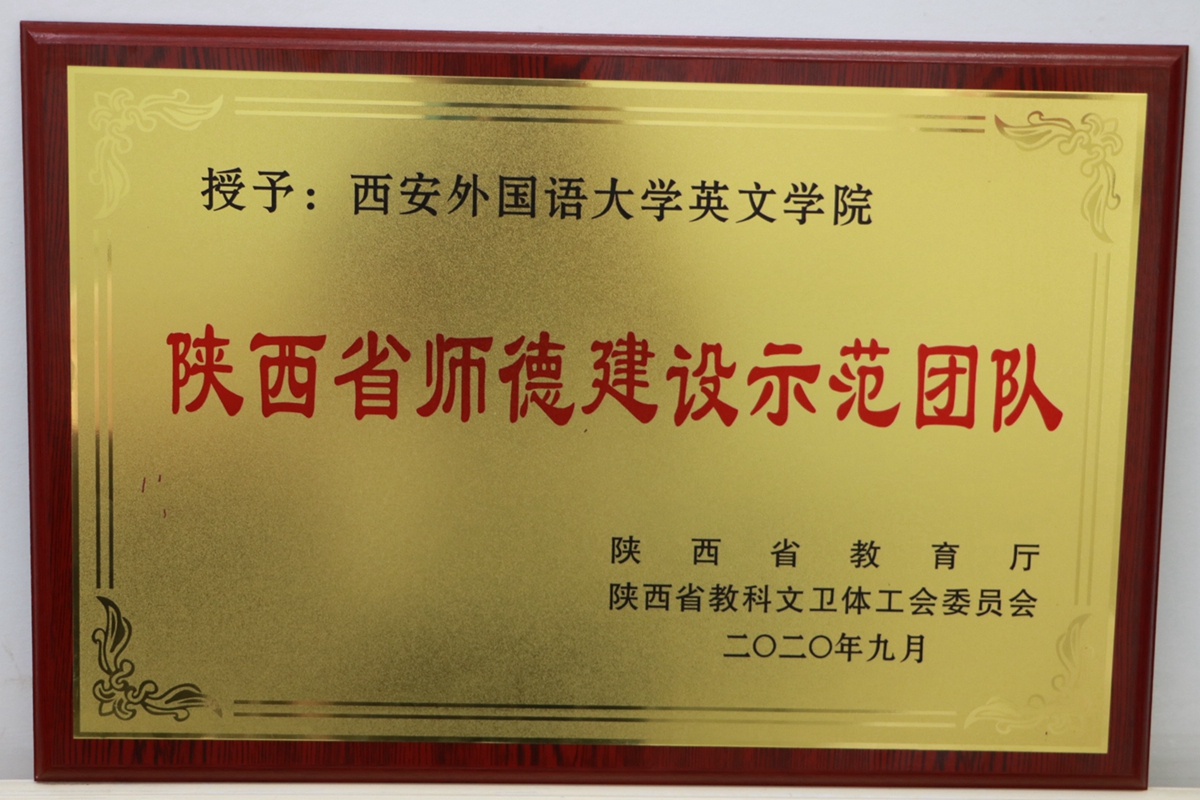 授予：西安外国语大学英文学院
陕西省师德建设示范团队
陕西省教育厅
陕西省教科文卫体工会委员会
二〇二〇年九月